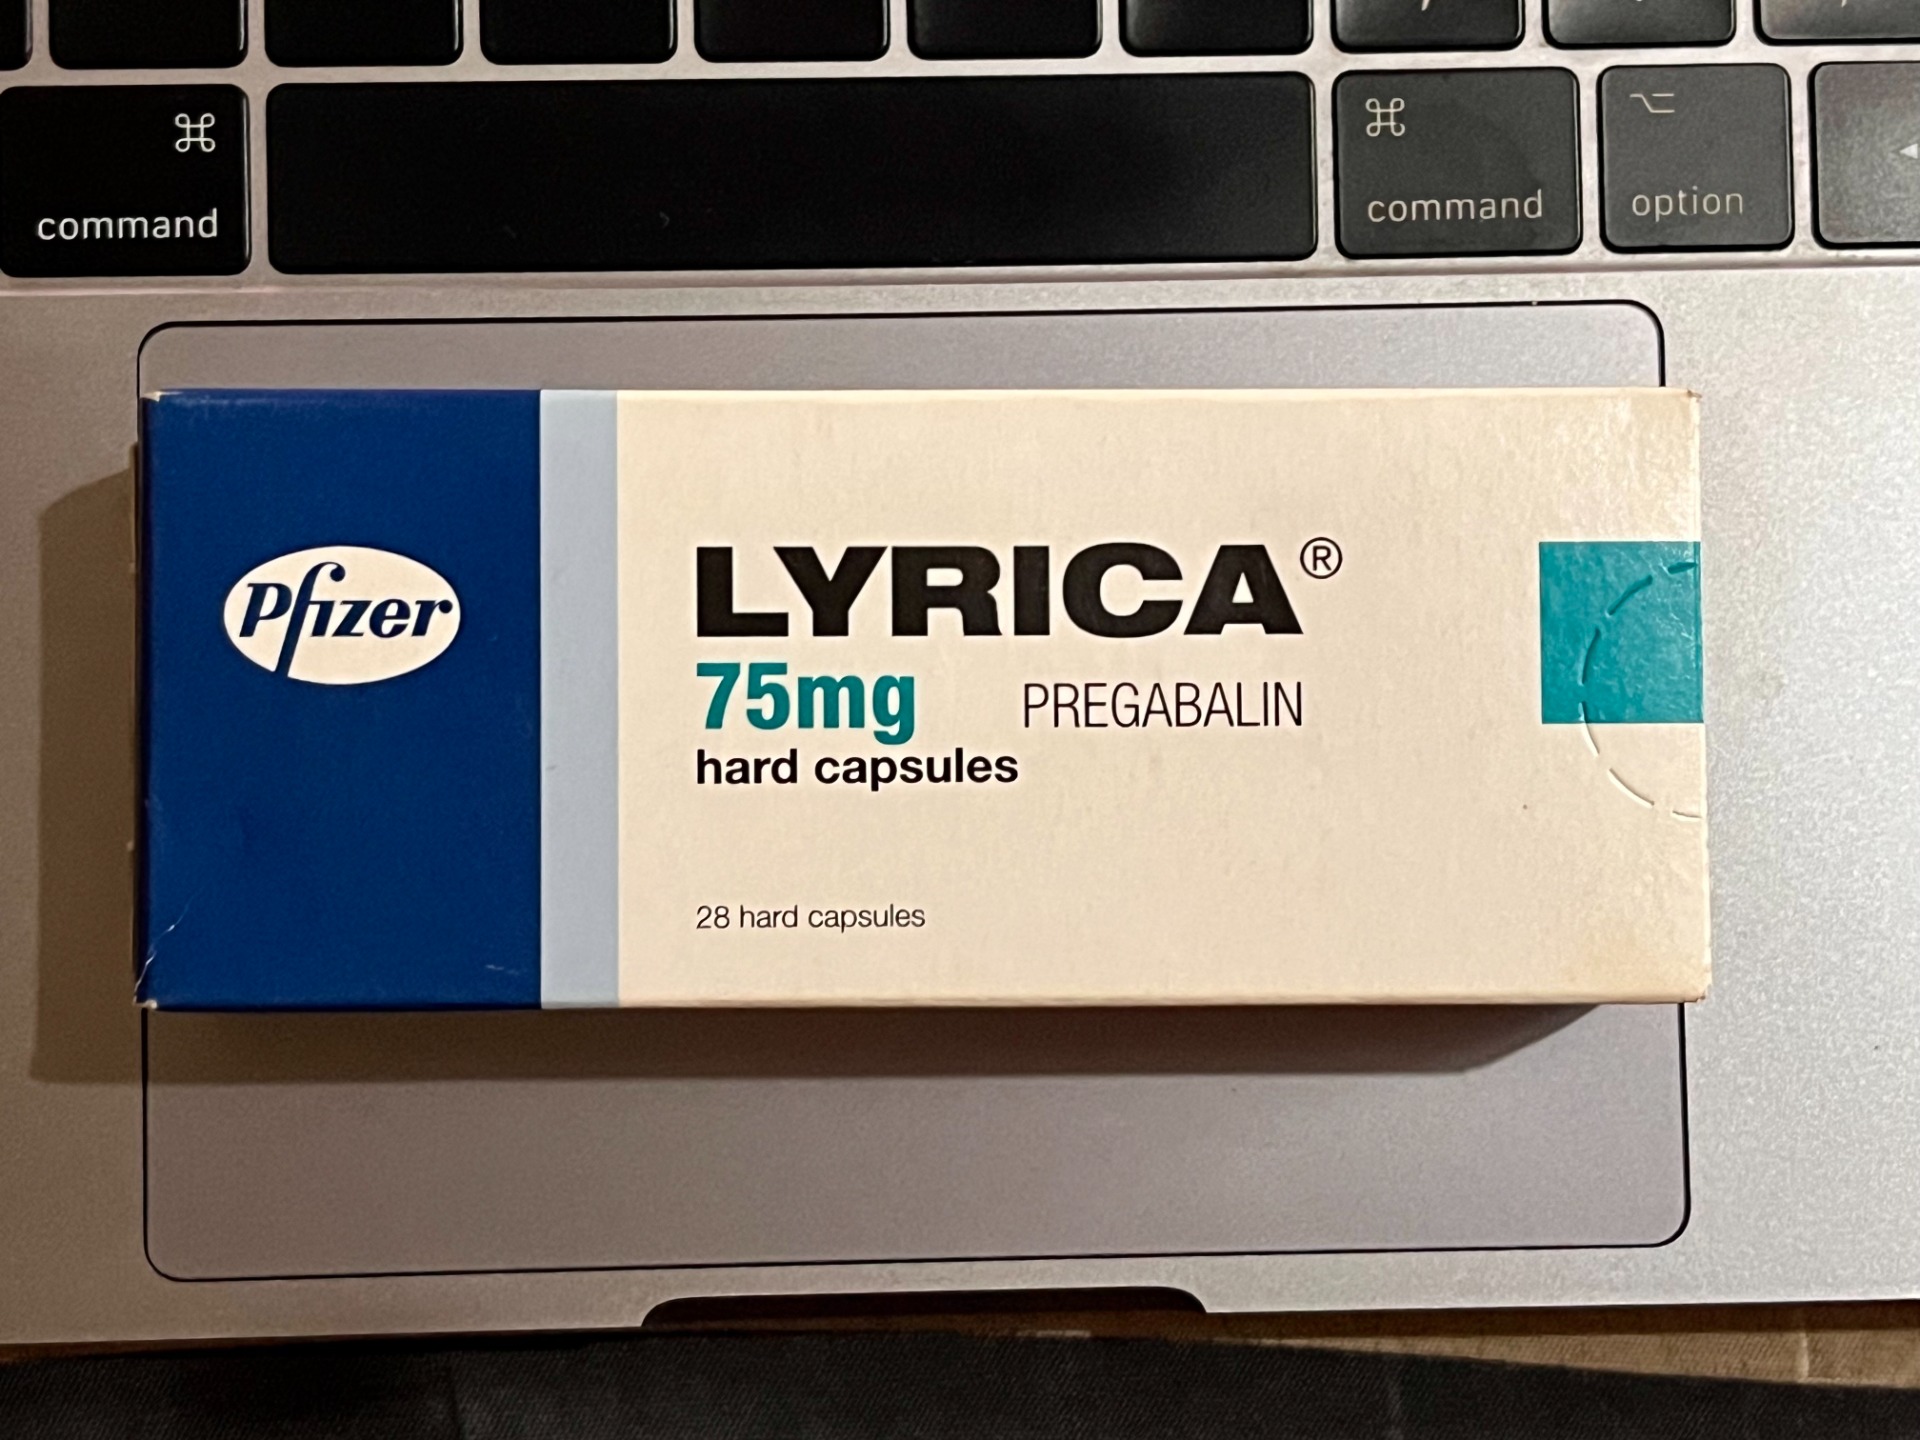 ⌘ ⌘ ⌥
command command option
Pfizer
LYRICA®
75mg PREGABALIN
hard capsules
28 hard capsules